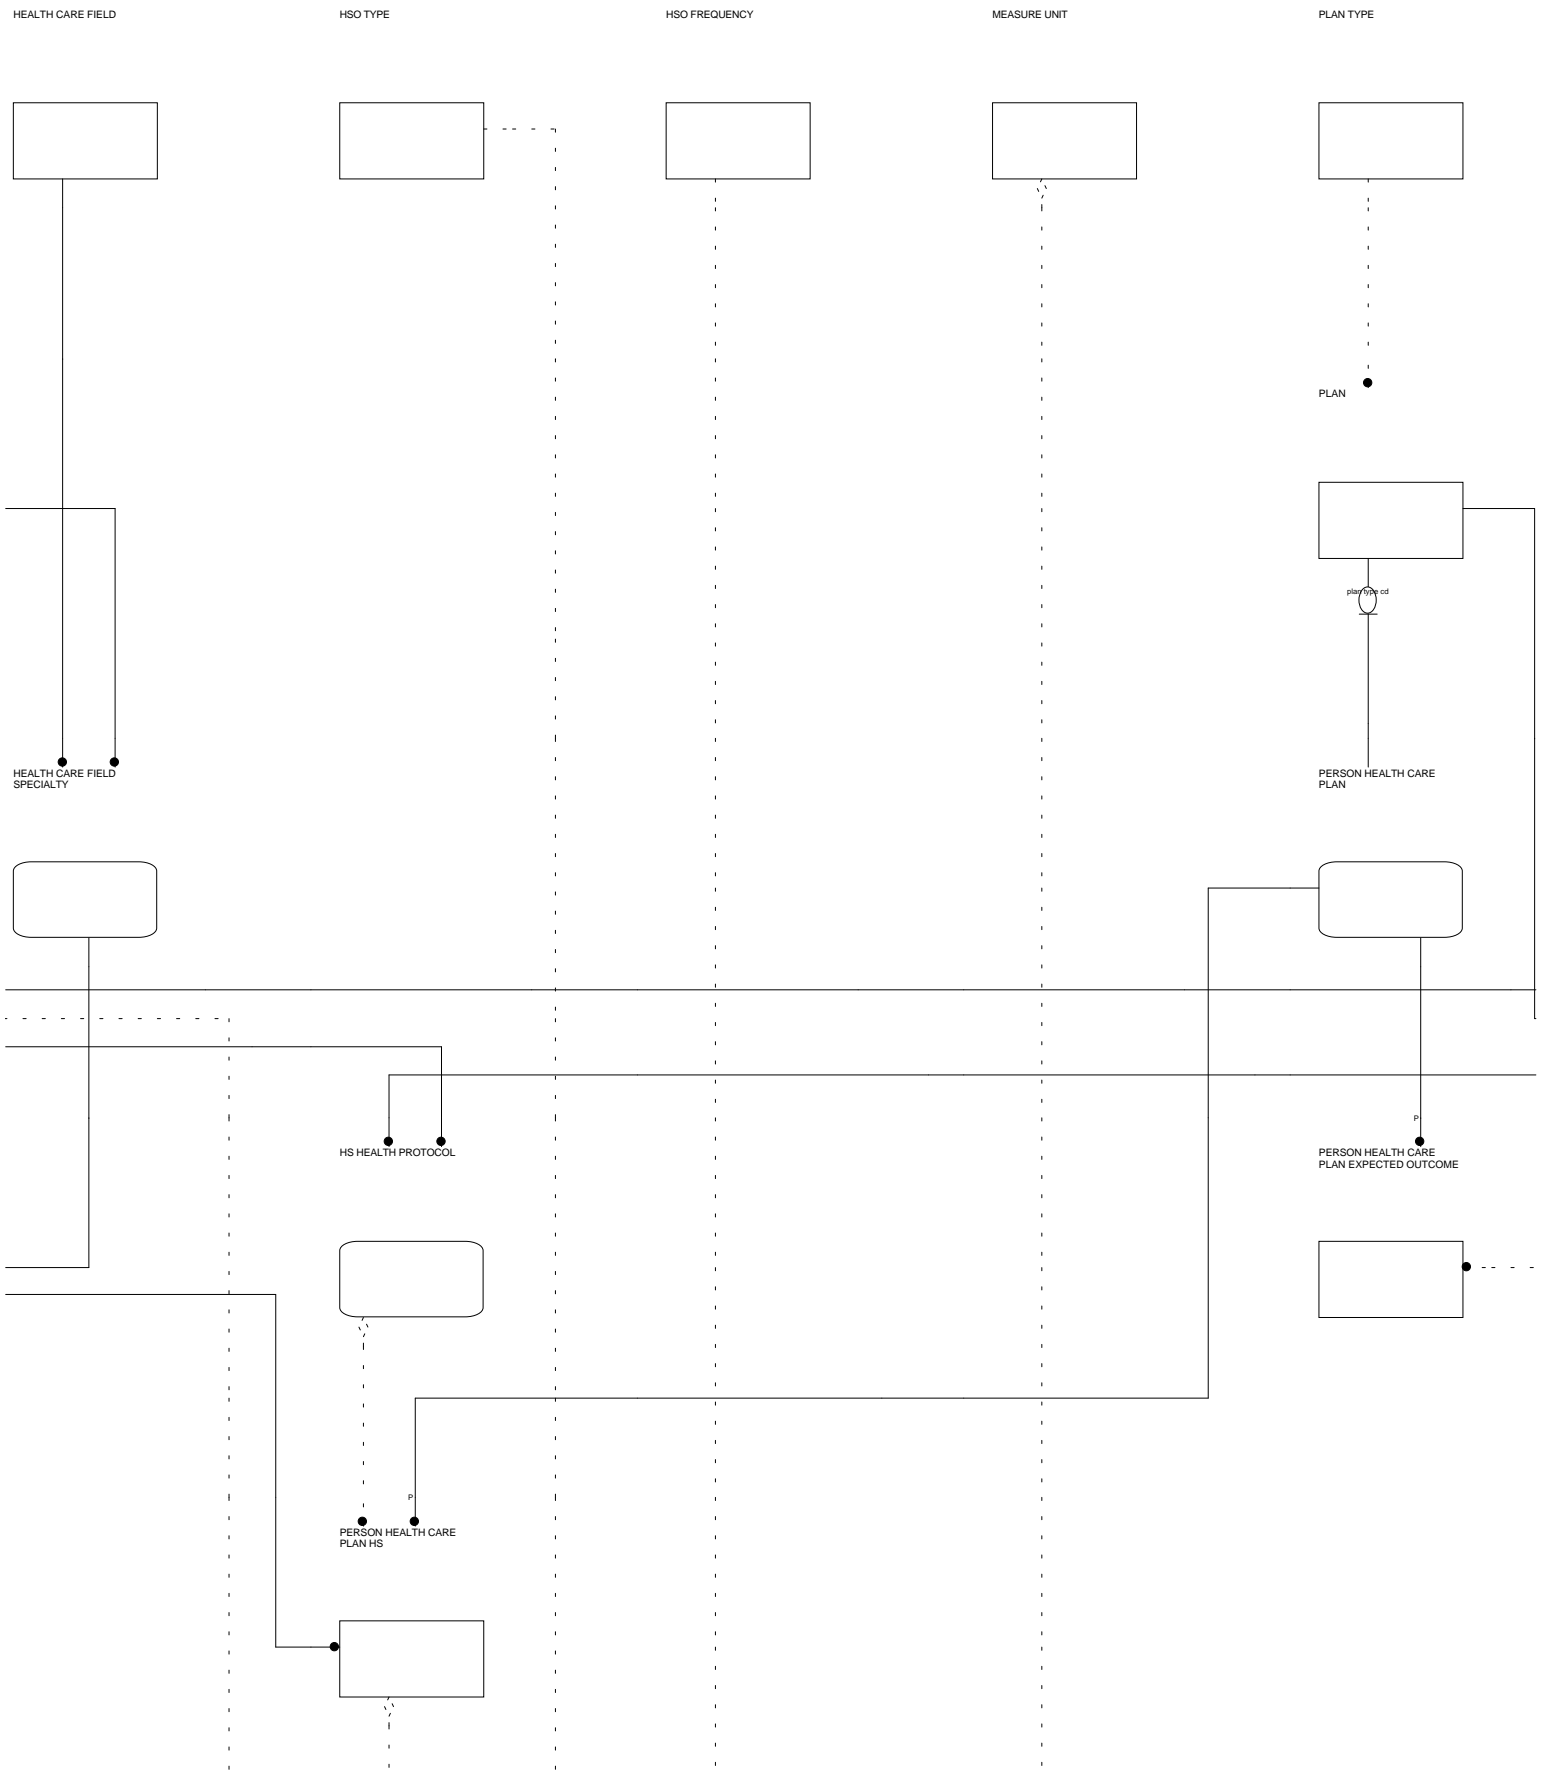 HEALTH CARE FIELD
HSO TYPE
HSO FREQUENCY
MEASURE UNIT
PLAN TYPE
PLAN
plan type cd
HEALTH CARE FIELD
SPECIALTY
PERSON HEALTH CARE
PLAN
P
HS HEALTH PROTOCOL
PERSON HEALTH CARE
PLAN EXPECTED OUTCOME
P
PERSON HEALTH CARE
PLAN HS